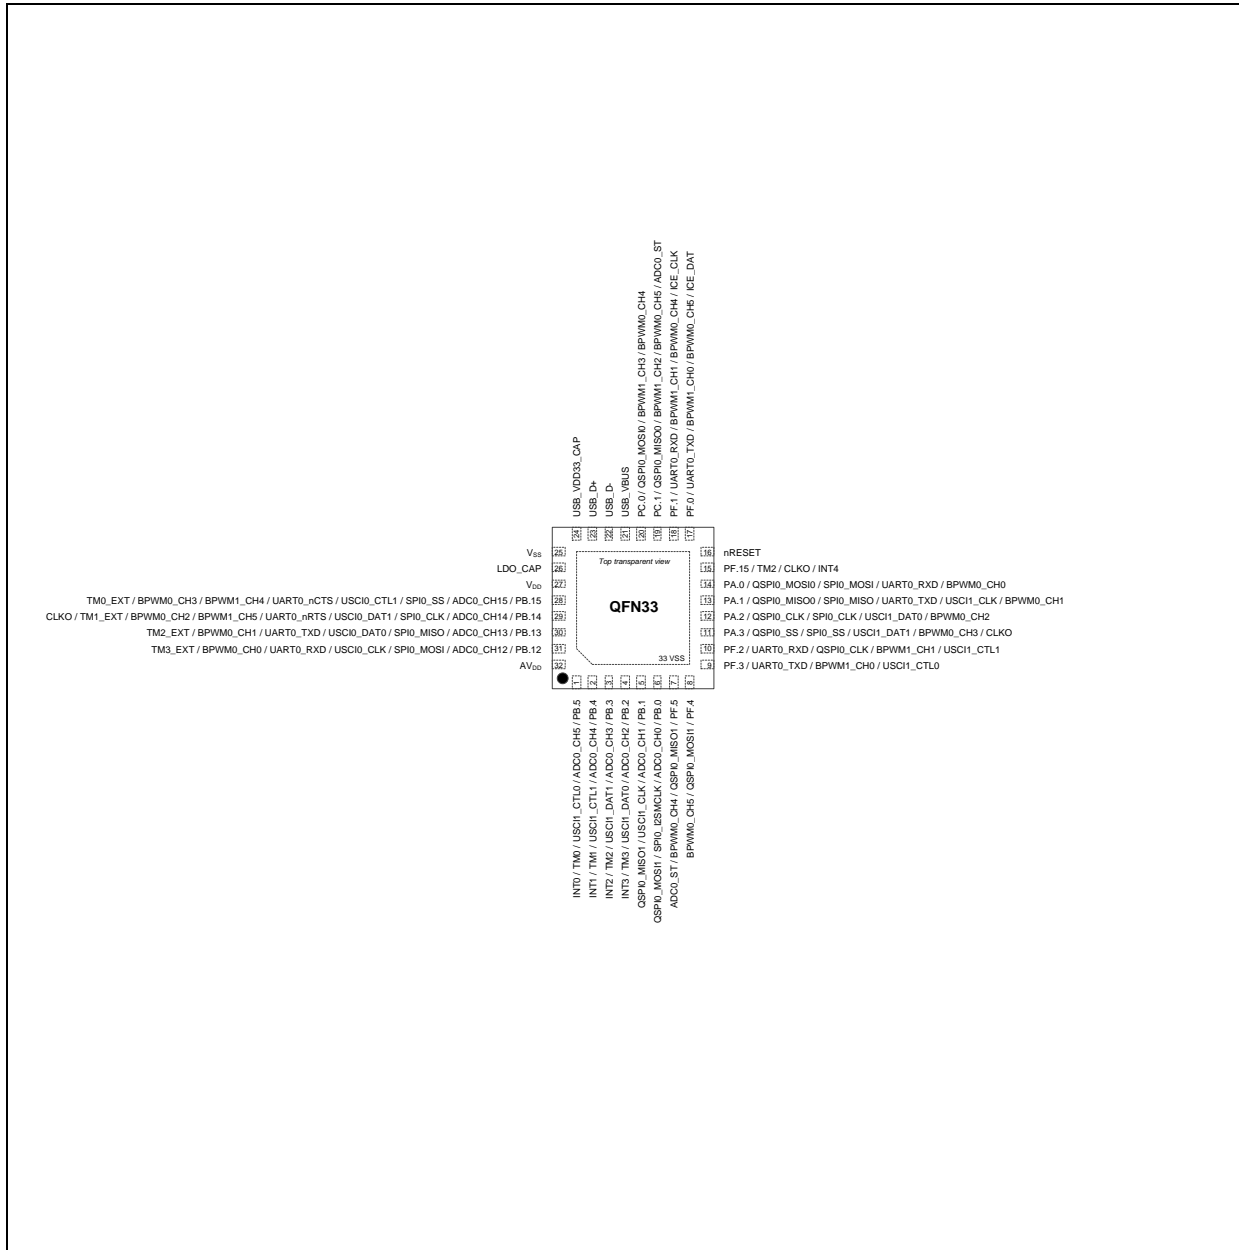 USB_VDD33_CAP
USB_D+
USB_D-
USB_VBUS
PC.0 / QSPI0_MOSI0 / BPWM1_CH3 / BPWM0_CH4
PC.1 / QSPI0_MISO0 / BPWM1_CH2 / BPWM0_CH5 / ADC0_ST
PF.1 / UART0_RXD / BPWM1_CH1 / BPWM0_CH4 / ICE_CLK
PF.0 / UART0_TXD / BPWM1_CH0 / BPWM0_CH5 / ICE_DAT
24 23 22 21 20 19 18 17
VSS 25
LDO_CAP 26
VDD 27
TM0_EXT / BPWM0_CH3 / BPWM1_CH4 / UART0_nCTS / USCI0_CTL1 / SPI0_SS / ADC0_CH15 / PB.15 28
CLKO / TM1_EXT / BPWM0_CH2 / BPWM1_CH5 / UART0_nRTS / USCI0_DAT1 / SPI0_CLK / ADC0_CH14 / PB.14 29
TM2_EXT / BPWM0_CH1 / UART0_TXD / USCI0_DAT0 / SPI0_MISO / ADC0_CH13 / PB.13 30
TM3_EXT / BPWM0_CH0 / UART0_RXD / USCI0_CLK / SPI0_MOSI / ADC0_CH12 / PB.12 31
AVDD 32
Top transparent view
QFN33
33 VSS
16 nRESET
15 PF.15 / TM2 / CLKO / INT4
14 PA.0 / QSPI0_MOSI0 / SPI0_MOSI / UART0_RXD / BPWM0_CH0
13 PA.1 / QSPI0_MISO0 / SPI0_MISO / UART0_TXD / USCI1_CLK / BPWM0_CH1
12 PA.2 / QSPI0_CLK / SPI0_CLK / USCI1_DAT0 / BPWM0_CH2
11 PA.3 / QSPI0_SS / SPI0_SS / USCI1_DAT1 / BPWM0_CH3 / CLKO
10 PF.2 / UART0_RXD / QSPI0_CLK / BPWM1_CH1 / USCI1_CTL1
9 PF.3 / UART0_TXD / BPWM1_CH0 / USCI1_CTL0
1 2 3 4 5 6 7 8
INT0 / TM0 / USCI1_CTL0 / ADC0_CH5 / PB.5
INT1 / TM1 / USCI1_CTL1 / ADC0_CH4 / PB.4
INT2 / TM2 / USCI1_DAT1 / ADC0_CH3 / PB.3
INT3 / TM3 / USCI1_DAT0 / ADC0_CH2 / PB.2
QSPI0_MISO1 / USCI1_CLK / ADC0_CH1 / PB.1
QSPI0_MOSI1 / SPI0_I2SMCLK / ADC0_CH0 / PB.0
ADC0_ST / BPWM0_CH4 / QSPI0_MISO1 / PF.5
BPWM0_CH5 / QSPI0_MOSI1 / PF.4